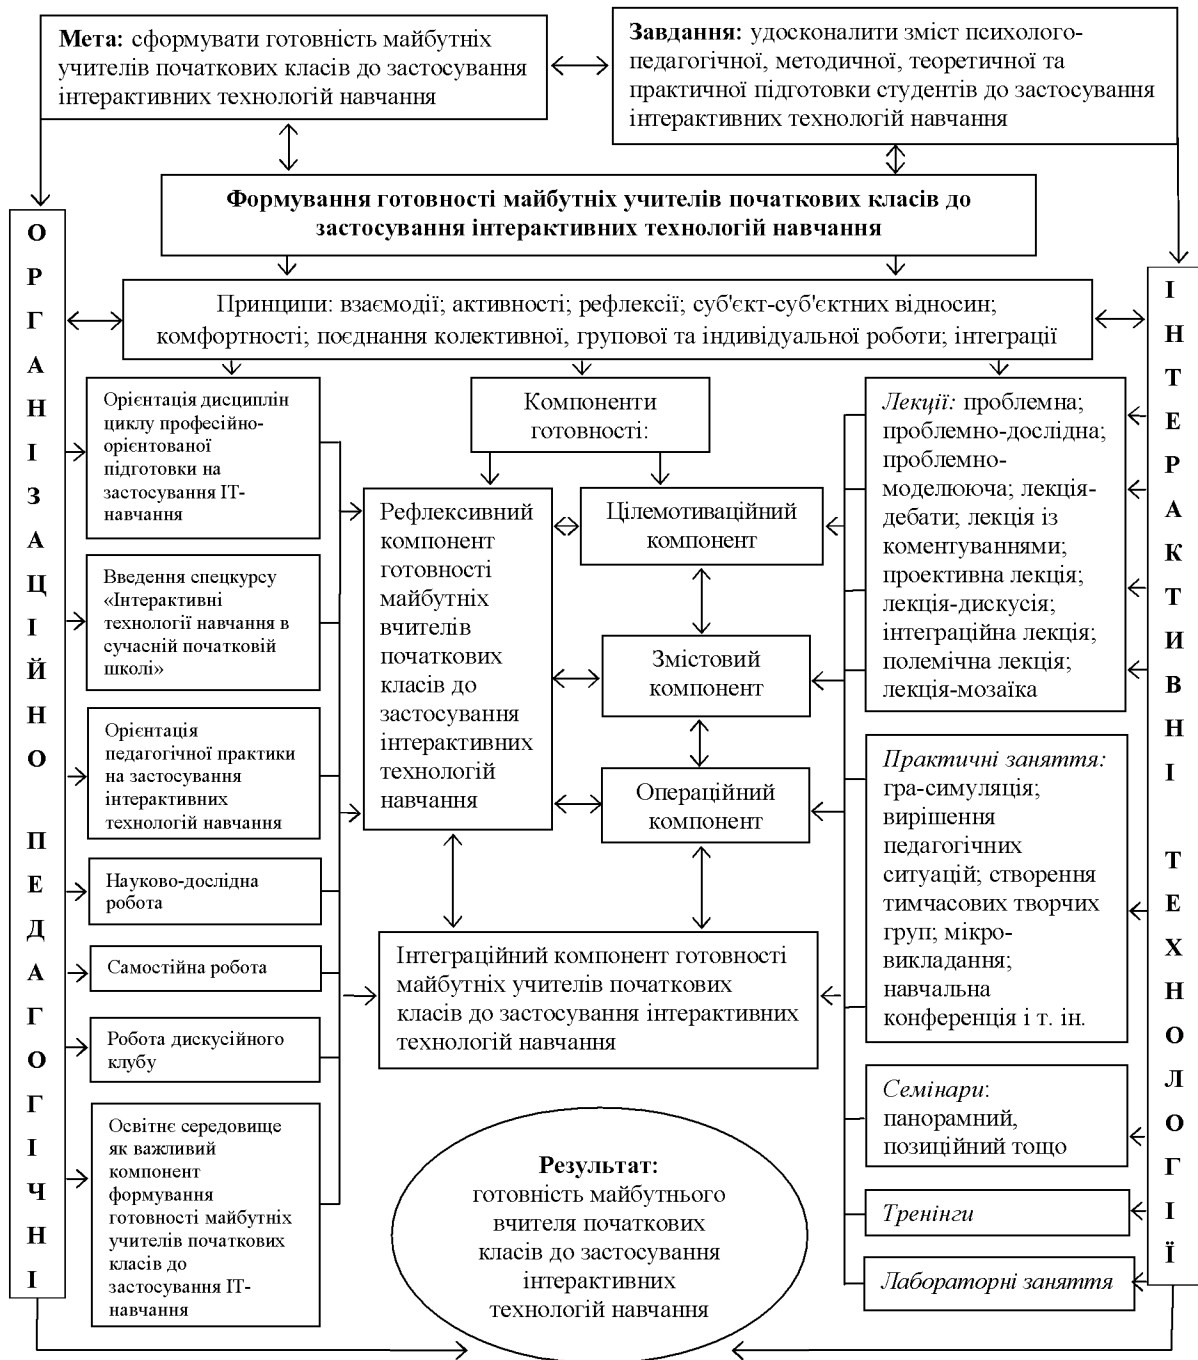 Мета: сформувати готовність майбутніх
учителів початкових класів до застосування
інтерактивних технологій навчання
Завдання: удосконалити зміст психолого-
педагогічної, методичної, теоретичної та
практичної підготовки студентів до застосування
інтерактивних технологій навчання
Формування готовності майбутніх учителів початкових класів до
застосування інтерактивних технологій навчання
Принципи: взаємодії; активності; рефлексії; суб'єкт-суб'єктних відносин;
комфортності; поєднання колективної, групової та індивідуальної роботи; інтеграції
ОРГАНІЗАЦІЙНО ПЕДАГОГІЧНІ
Орієнтація дисциплін
циклу професійно-
орієнтованої
підготовки на
застосування ІТ-
навчання
Введення спецкурсу
«Інтерактивні
технології навчання в
сучасній початковій
школі»
Орієнтація
педагогічної практики
на застосування
інтерактивних
технологій навчання
Науково-дослідна
робота
Самостійна робота
Робота дискусійного
клубу
Освітнє середовище
як важливий
компонент
формування
готовності майбутніх
учителів початкових
класів до
застосування ІТ-
навчання
Компоненти
готовності:
Рефлексивний
компонент
готовності
майбутніх
вчителів
початкових
класів до
застосування
інтерактивних
технологій
навчання
Цілемотиваційний
компонент
Змістовий
компонент
Операційний
компонент
Інтеграційний компонент готовності
майбутніх учителів початкових
класів до застосування інтерактивних
технологій навчання
Результат:
готовність майбутнього
вчителя початкових
класів до застосування
інтерактивних
технологій навчання
Лекції: проблемна;
проблемно-дослідна;
проблемно-
моделююча; лекція-
дебати; лекція із
коментуваннями;
проективна лекція;
лекція-дискусія;
інтеграційна лекція;
полемічна лекція;
лекція-мозаїка
Практичні заняття:
гра-симуляція;
вирішення
педагогічних
ситуацій; створення
тимчасових творчих
груп; мікро-
викладання;
навчальна
конференція і т. ін.
Семінари:
панорамний,
позиційний тощо
Тренінги
Лабораторні заняття
ІНТЕРАКТИВНІ ТЕХНОЛОГІЇ